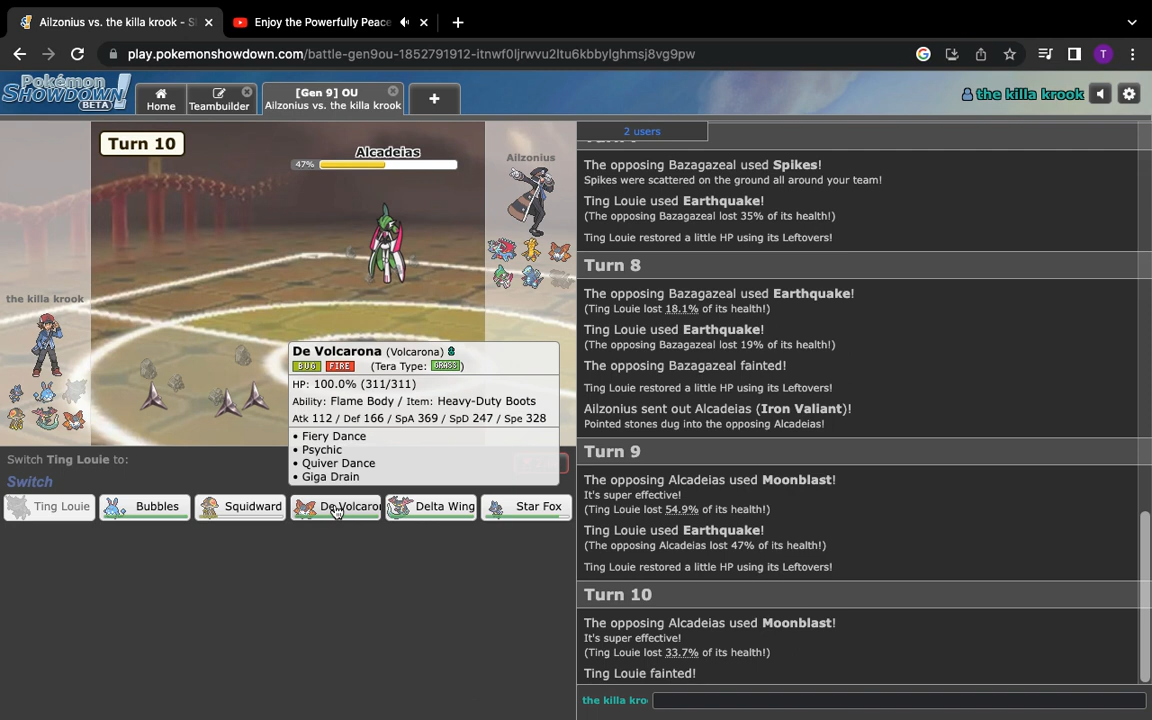 Ailzonius vs. the killa krook - S
Enjoy the Powerfully Peace
play.pokemonshowdown.com/battle-gen9ou-1852791912-itnwf0ljrwvu2ltu6kbbylghmsj8vg9pw
T
Pokémon
SHOWDOWN!
BETA
Home
Teambuilder
[Gen 9] OU
Ailzonius vs. the killa krook
the killa krook
Turn 10
Alcadeias
47%
Ailzonius
the killa krook
De Volcarona (Volcarona)
BUG FIRE (Tera Type: GRASS)
HP: 100.0% (311/311)
Ability: Flame Body / Item: Heavy-Duty Boots
Atk 112 / Def 166 / SpA 369 / SpD 247 / Spe 328
• Fiery Dance
• Psychic
• Quiver Dance
• Giga Drain
Switch Ting Louie to:
Switch
Ting Louie
Bubbles
Squidward
De Volcaro
Delta Wing
Star Fox
2 users
The opposing Bazagazeal used Spikes!
Spikes were scattered on the ground all around your team!
Ting Louie used Earthquake!
(The opposing Bazagazeal lost 35% of its health!)
Ting Louie restored a little HP using its Leftovers!
Turn 8
The opposing Bazagazeal used Earthquake!
(Ting Louie lost 18.1% of its health!)
Ting Louie used Earthquake!
(The opposing Bazagazeal lost 19% of its health!)
The opposing Bazagazeal fainted!
Ting Louie restored a little HP using its Leftovers!
Ailzonius sent out Alcadeias (Iron Valiant)!
Pointed stones dug into the opposing Alcadeias!
Turn 9
The opposing Alcadeias used Moonblast!
It's super effective!
(Ting Louie lost 54.9% of its health!)
Ting Louie used Earthquake!
(The opposing Alcadeias lost 47% of its health!)
Ting Louie restored a little HP using its Leftovers!
Turn 10
The opposing Alcadeias used Moonblast!
It's super effective!
(Ting Louie lost 33.7% of its health!)
Ting Louie fainted!
the killa kro